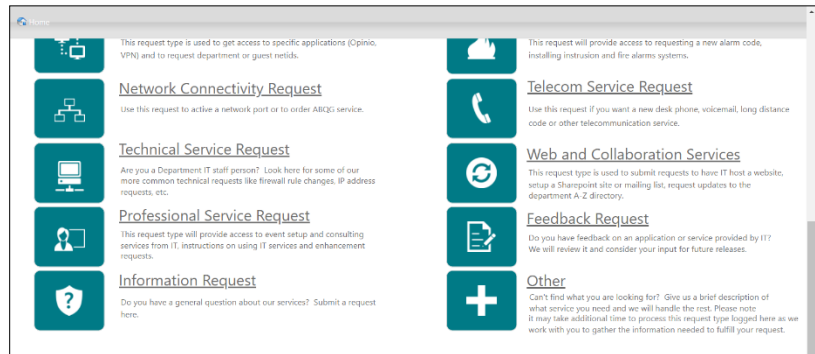 Home
This request type is used to get access to specific applications (Opinio,
VPN) and to request department or guest netids.
Network Connectivity Request
Use this request to active a network port or to order ABQG service.
Technical Service Request
Are you a Department IT staff person? Look here for some of our
more common technical requests like firewall rule changes, IP address
requests, etc.
Professional Service Request
This request type will provide access to event setup and consulting
services from IT, instructions on using IT services and enhancement
requests.
Information Request
Do you have a general question about our services? Submit a request
here.
This request will provide access to requesting a new alarm code,
installing instrusion and fire alarms systems.
Telecom Service Request
Use this request if you want a new desk phone, voicemail, long distance
code or other telecommunication service.
Web and Collaboration Services
This request type is used to submit requests to have IT host a website,
setup a Sharepoint site or mailing list, request updates to the
department A-Z directory.
Feedback Request
Do you have feedback on an application or service provided by IT?
We will review it and consider your input for future releases.
Other
Can't find what you are looking for? Give us a brief description of
what service you need and we will handle the rest. Please note
it may take additional time to process this request type logged here as we
work with you to gather the information needed to fulfill your request.